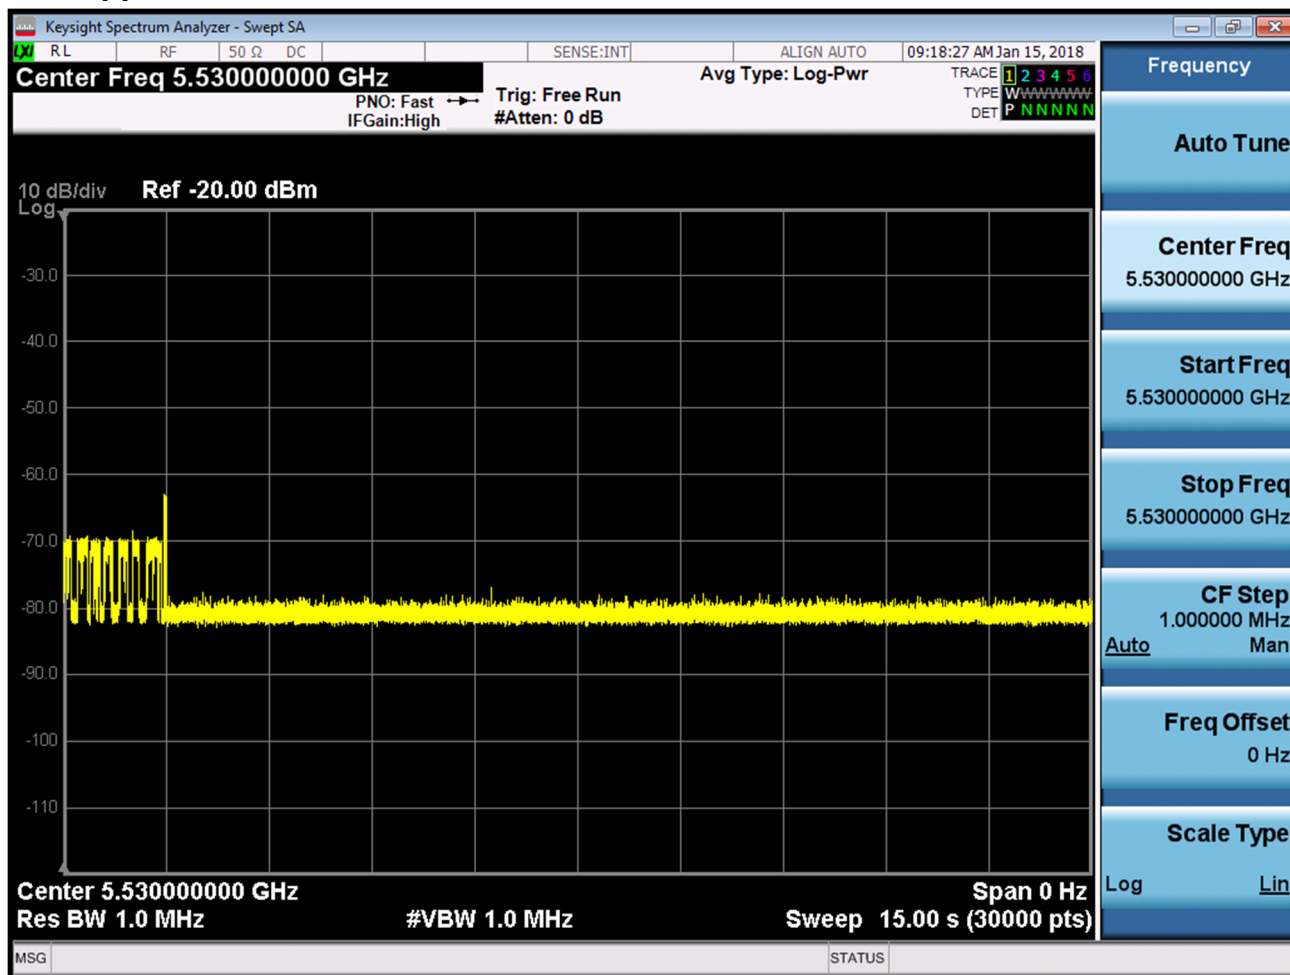 Keysight Spectrum Analyzer - Swept SA
LXI RL RF 50 Ω DC SENSE:INT ALIGN AUTO 09:18:27 AM Jan 15, 2018
Center Freq 5.530000000 GHz
PNO: Fast
IFGain:High
Trig: Free Run
#Atten: 0 dB
Avg Type: Log-Pwr
TRACE 1 2 3 4 5 6
TYPE W W W W W W
DET P N N N N N
10 dB/div Ref -20.00 dBm
Log
-30.0
-40.0
-50.0
-60.0
-70.0
-80.0
-90.0
-100
-110
Center 5.530000000 GHz Span 0 Hz
Res BW 1.0 MHz #VBW 1.0 MHz Sweep 15.00 s (30000 pts)
MSG STATUS
Frequency
Auto Tune
Center Freq
5.530000000 GHz
Start Freq
5.530000000 GHz
Stop Freq
5.530000000 GHz
CF Step
1.000000 MHz
Auto Man
Freq Offset
0 Hz
Scale Type
Log Lin